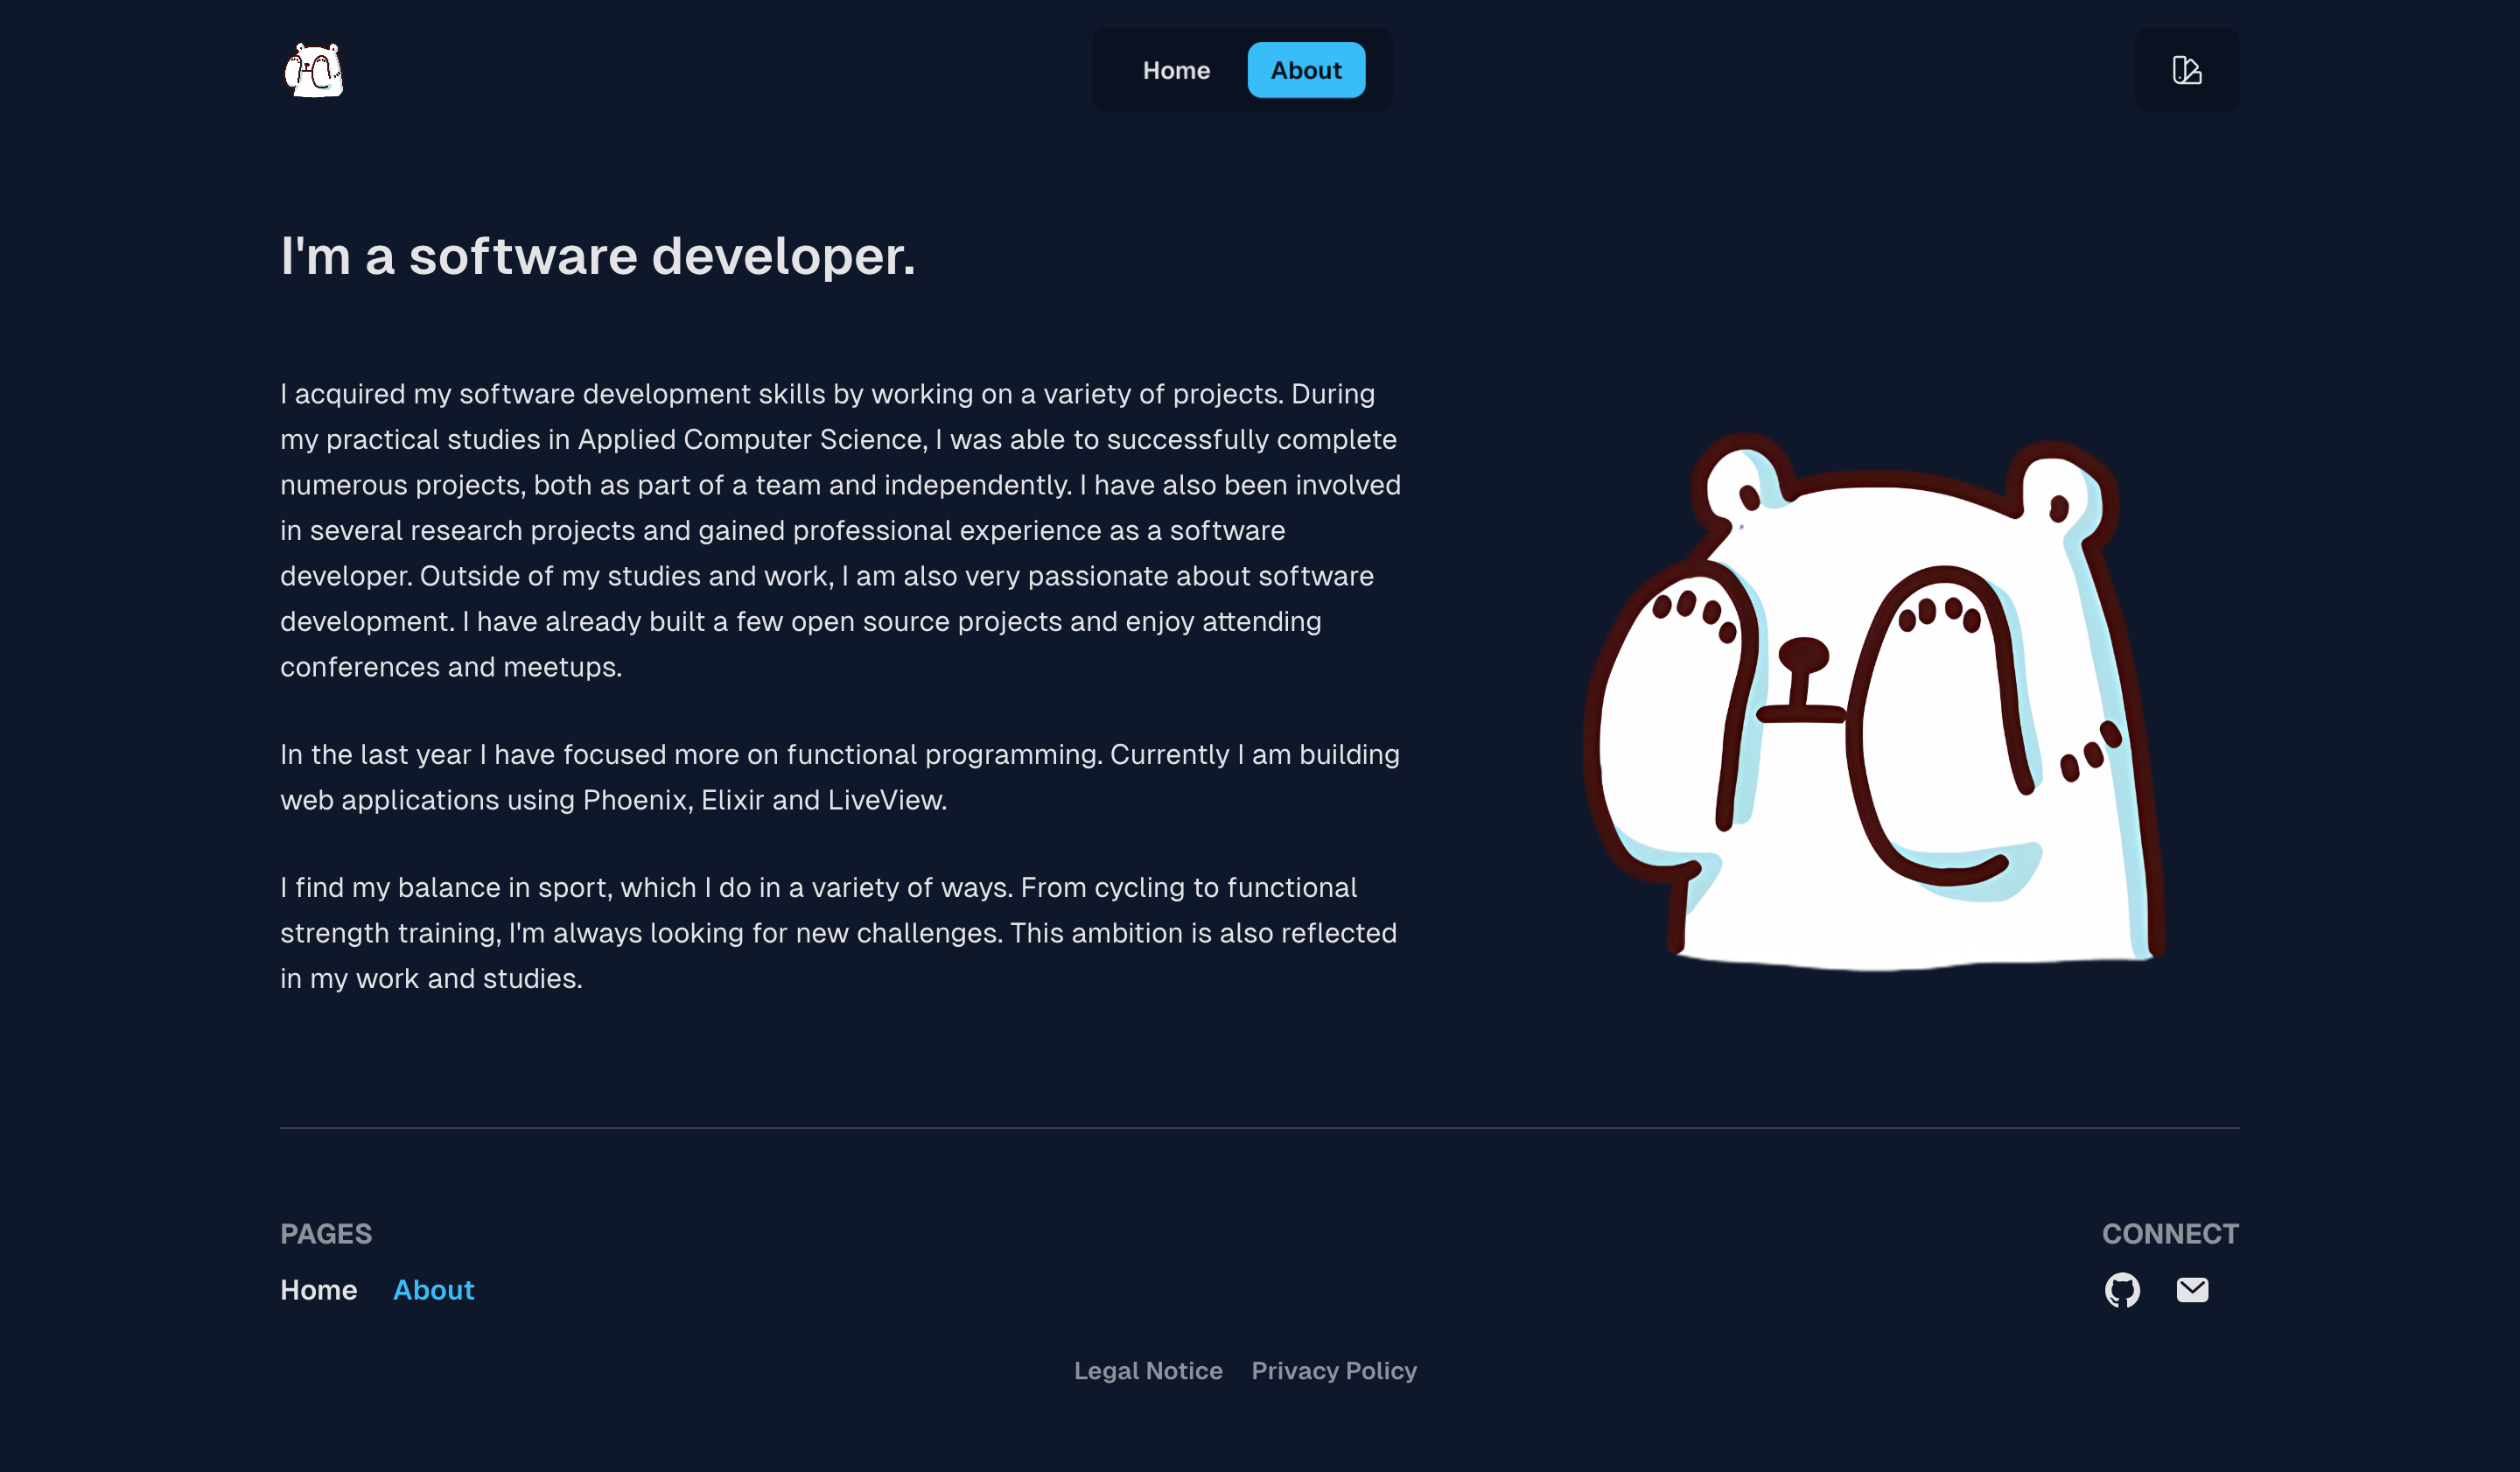 Home
About
I'm a software developer.
I acquired my software development skills by working on a variety of projects. During
my practical studies in Applied Computer Science, I was able to successfully complete
numerous projects, both as part of a team and independently. I have also been involved
in several research projects and gained professional experience as a software
developer. Outside of my studies and work, I am also very passionate about software
development. I have already built a few open source projects and enjoy attending
conferences and meetups.
In the last year I have focused more on functional programming. Currently I am building
web applications using Phoenix, Elixir and LiveView.
I find my balance in sport, which I do in a variety of ways. From cycling to functional
strength training, I'm always looking for new challenges. This ambition is also reflected
in my work and studies.
PAGES
Home
About
CONNECT
Legal Notice
Privacy Policy